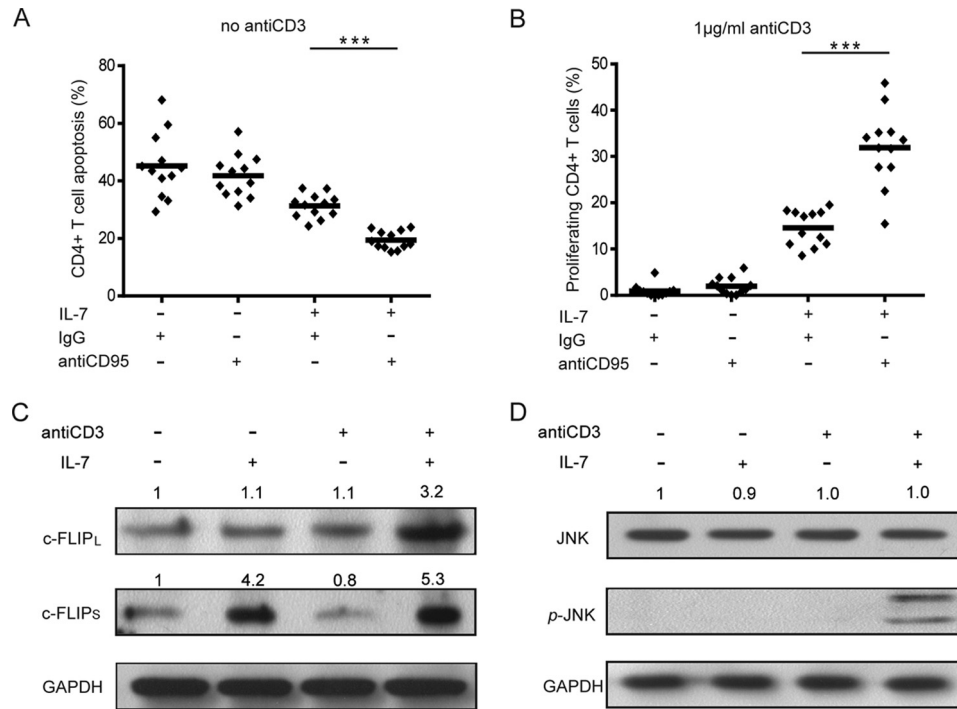 A
no antiCD3
***
CD4+ T cell apoptosis (%)
80
60
40
20
0
IL-7 - - + +
IgG + - + -
antiCD95 - + - +
B
1µg/ml antiCD3
***
Proliferating CD4+ T cells (%)
50
40
30
20
10
0
IL-7 - - + +
IgG + - + -
antiCD95 - + - +
C
antiCD3 - - + +
IL-7 - + - +
1 1.1 1.1 3.2
c-FLIPL
1 4.2 0.8 5.3
c-FLIPs
GAPDH
D
antiCD3 - - + +
IL-7 - + - +
1 0.9 1.0 1.0
JNK
p-JNK
GAPDH